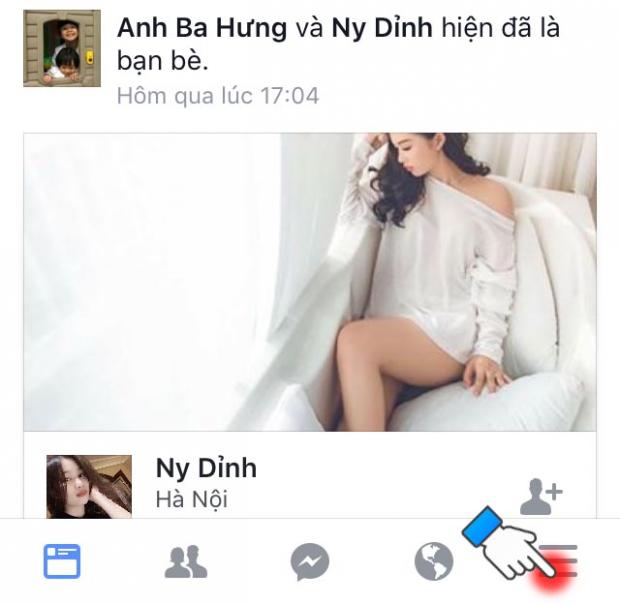 Anh Ba Hưng và Ny Dỉnh hiện đã là
bạn bè.
Hôm qua lúc 17:04
Ny Dỉnh
Hà Nội